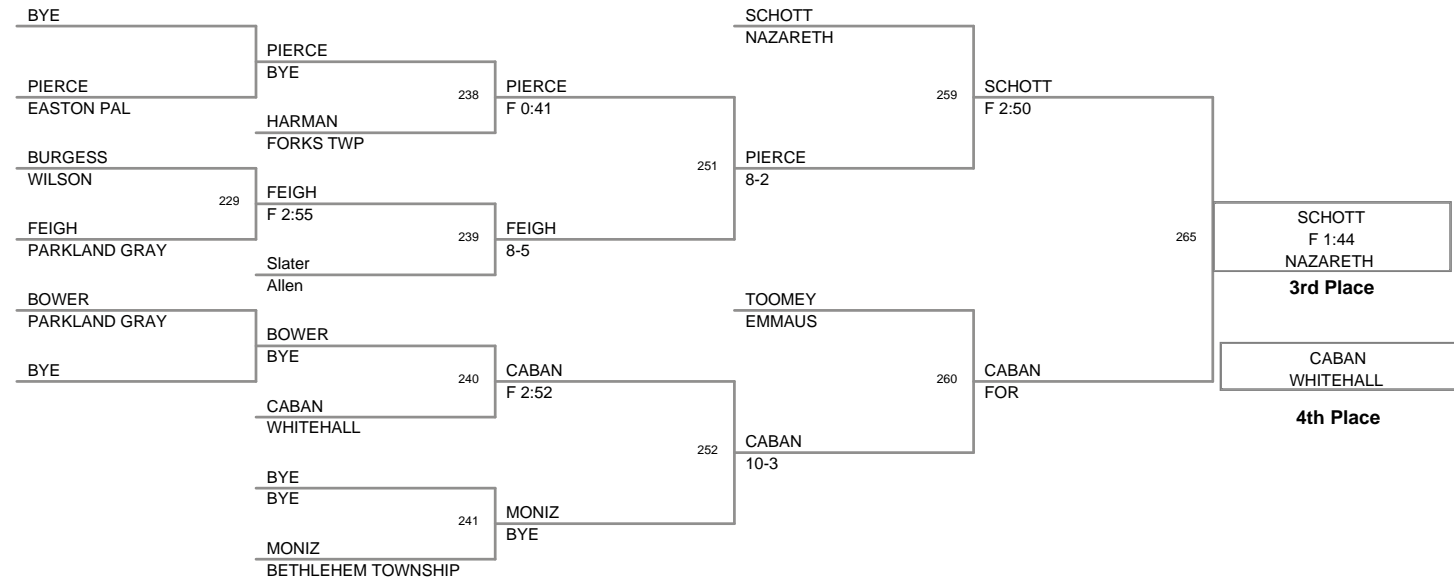 BYE
PIERCE
EASTON PAL
BURGESS
WILSON
229
FEIGH
PARKLAND GRAY
BOWER
PARKLAND GRAY
BYE
PIERCE
BYE
238
HARMAN
FORKS TWP
FEIGH
F 2:55
239
Slater
Allen
BOWER
BYE
240
CABAN
WHITEHALL
BYE
BYE
241
MONIZ
BETHLEHEM TOWNSHIP
PIERCE
F 0:41
251
FEIGH
8-5
CABAN
F 2:52
252
MONIZ
BYE
SCHOTT
NAZARETH
259
PIERCE
8-2
TOOMEY
EMMAUS
260
CABAN
10-3
SCHOTT
F 2:50
265
CABAN
FOR
SCHOTT
F 1:44
NAZARETH
3rd Place
CABAN
WHITEHALL
4th Place